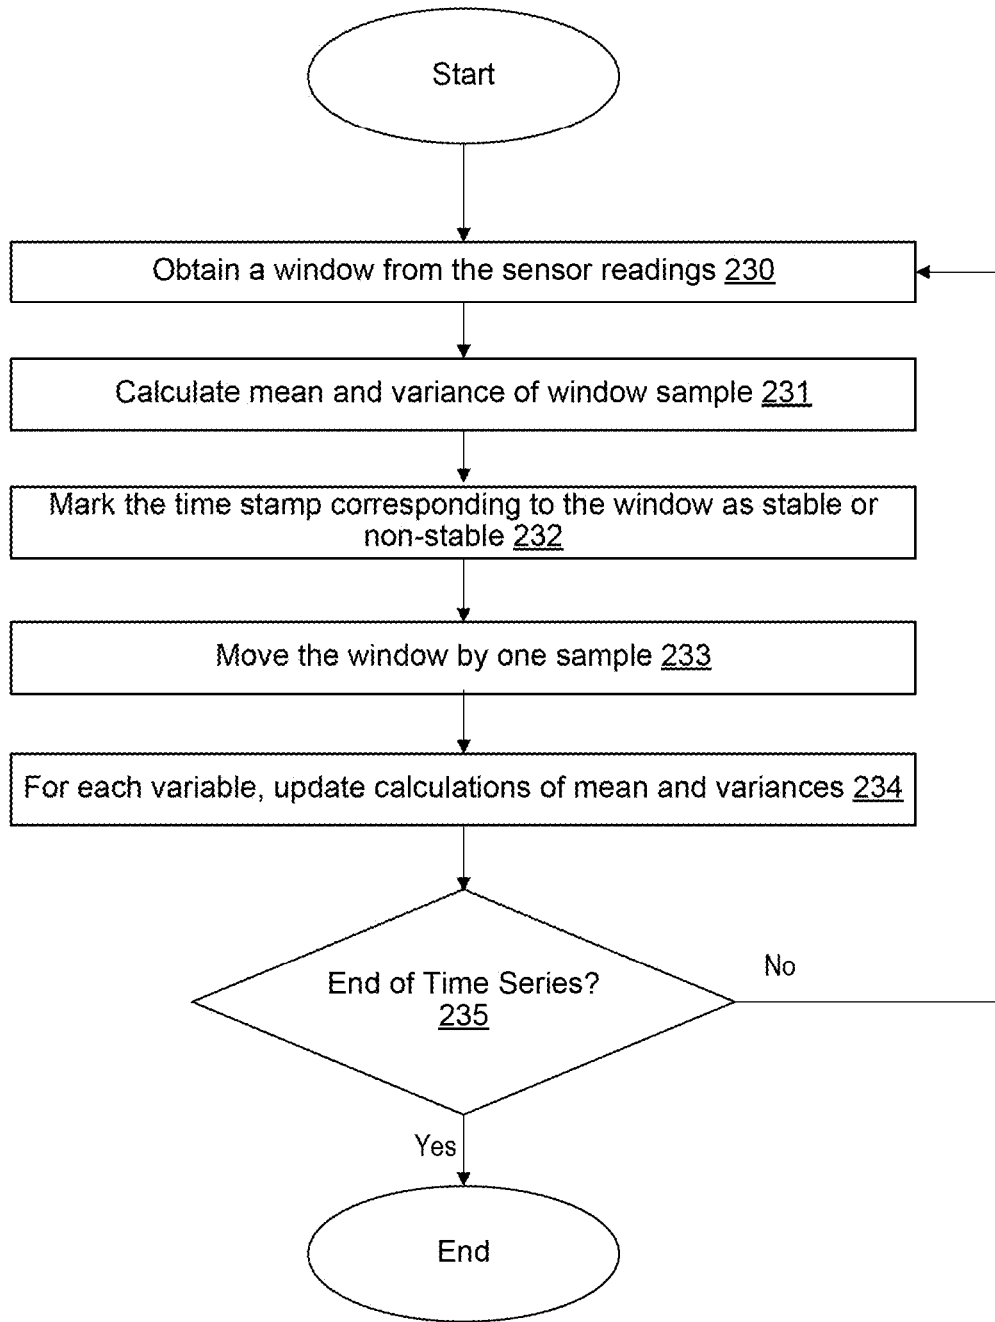 Start
Obtain a window from the sensor readings 230
Calculate mean and variance of window sample 231
Mark the time stamp corresponding to the window as stable or
non-stable 232
Move the window by one sample 233
For each variable, update calculations of mean and variances 234
End of Time Series?
235
No
Yes
End